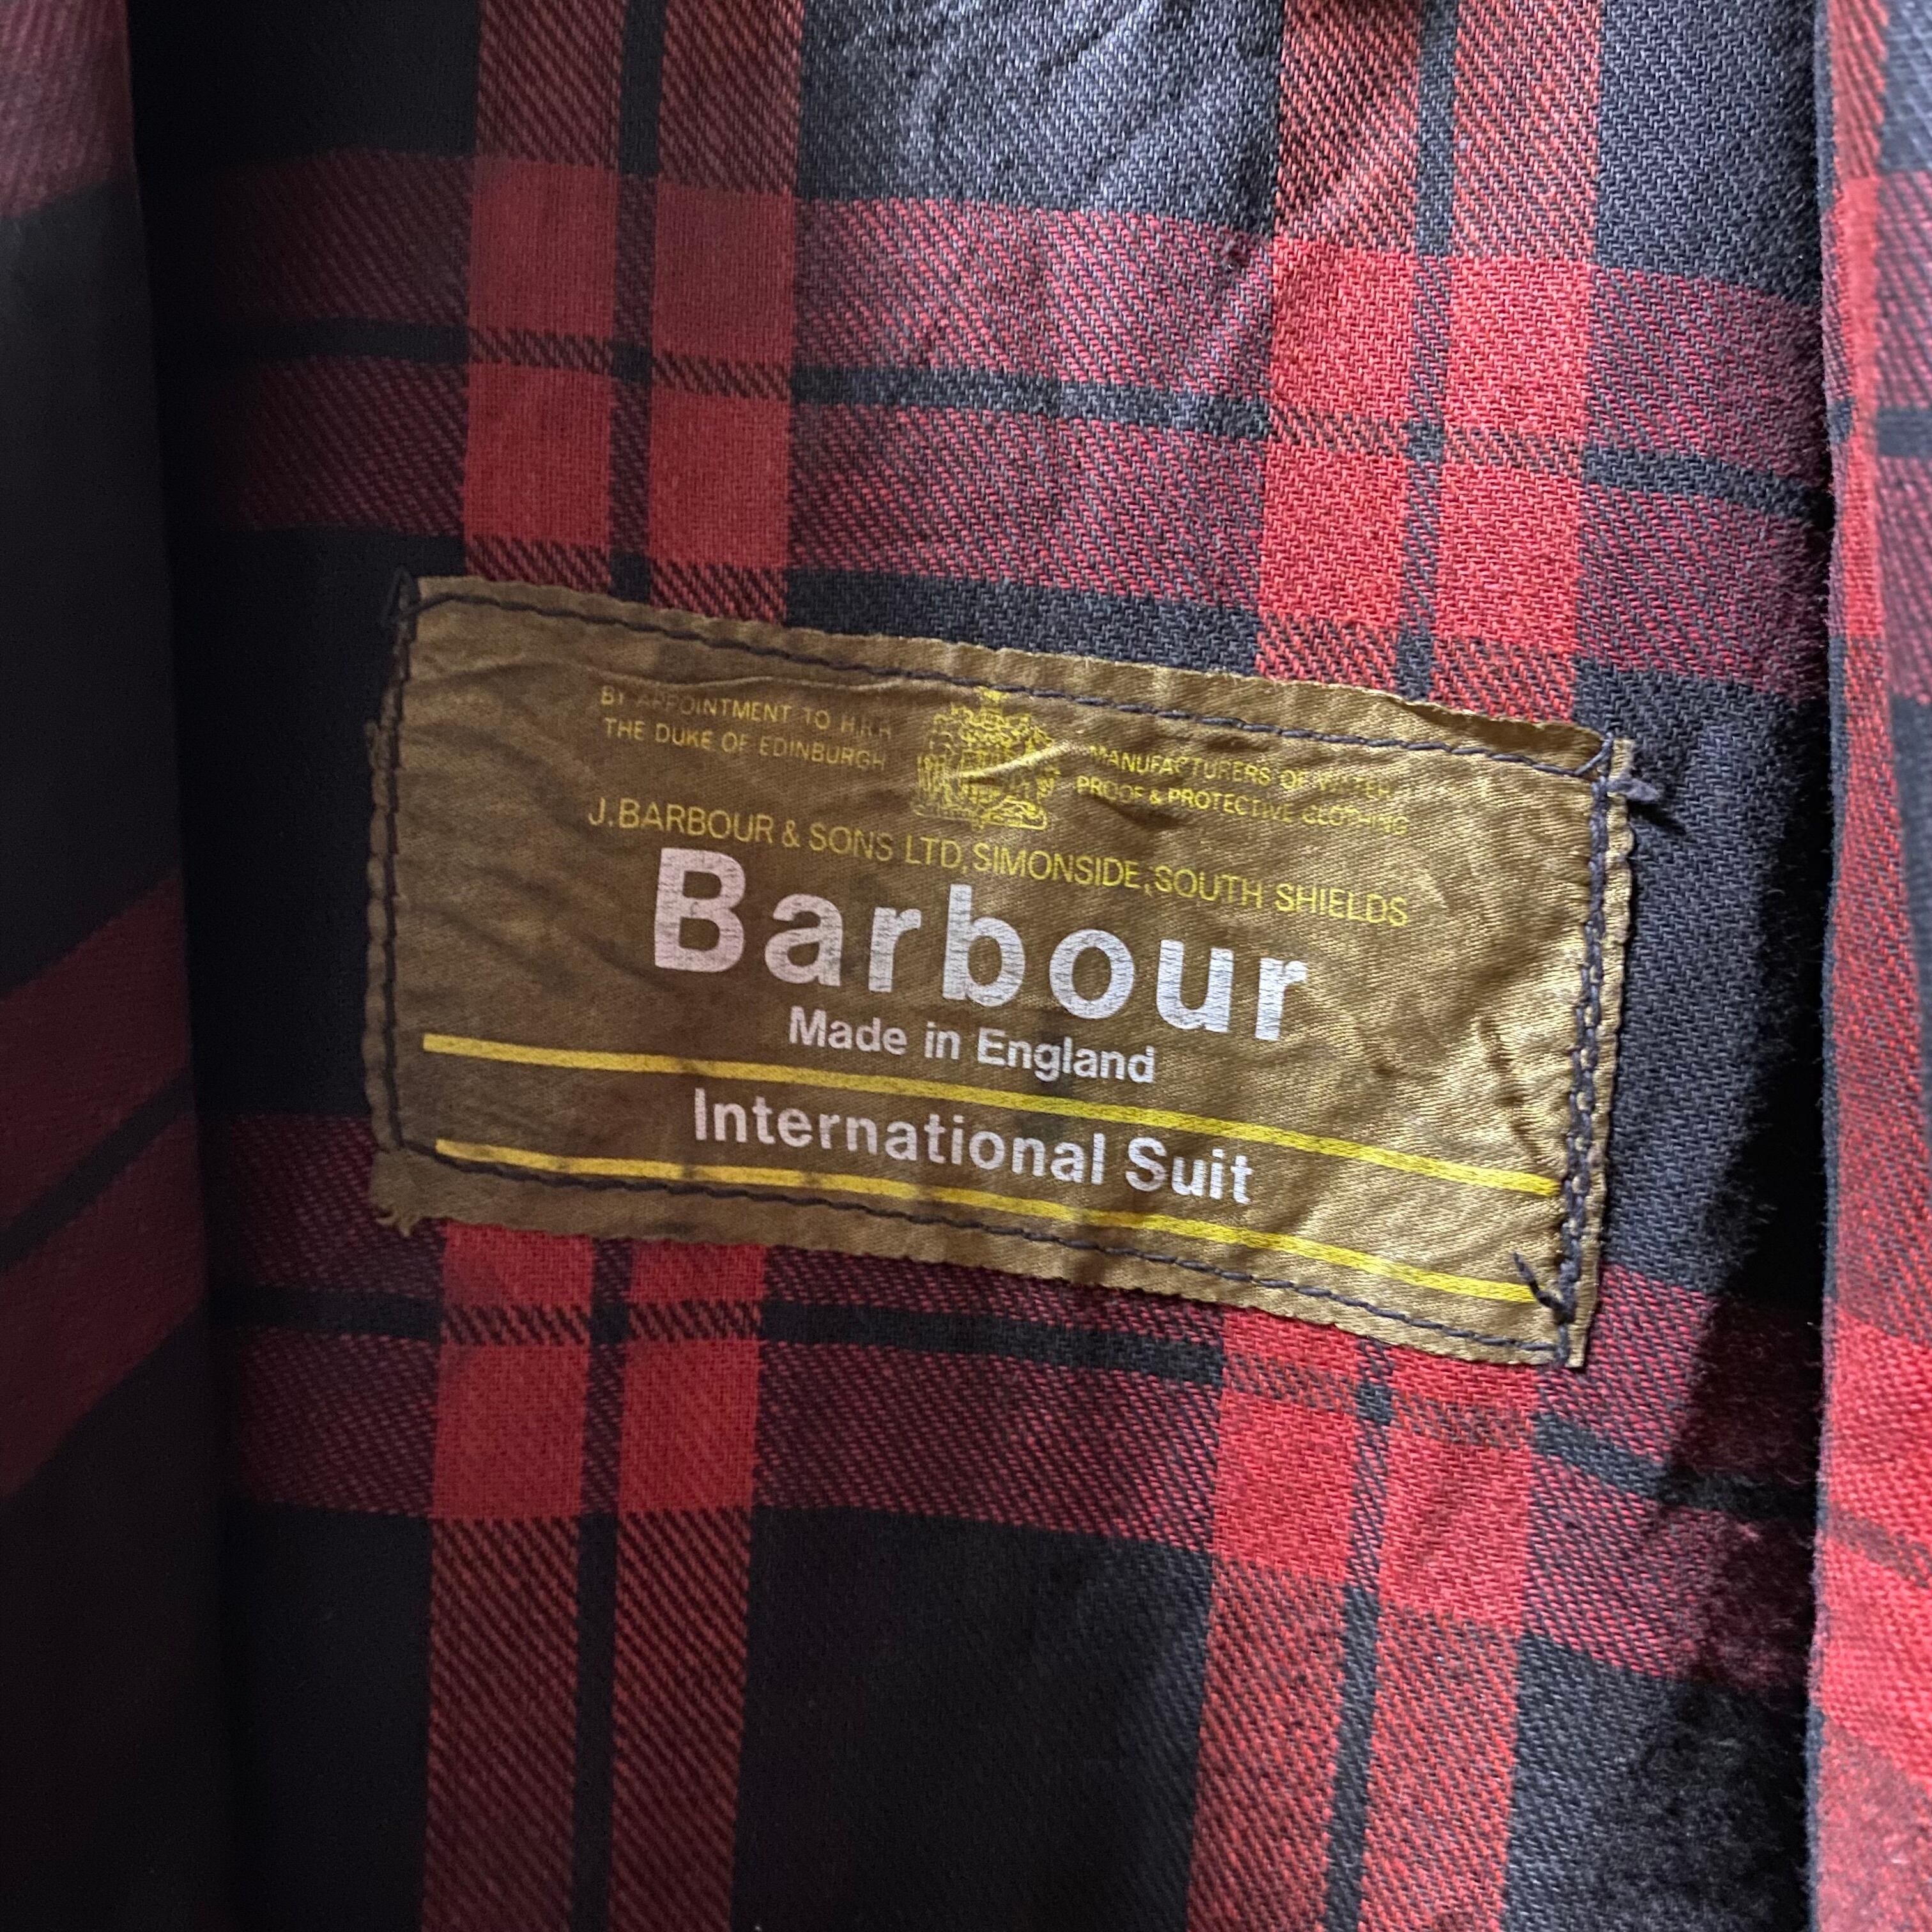 BY APPOINTMENT TO H.R.H
THE DUKE OF EDINBURGH
MANUFACTURERS OF WATER
PROOF & PROTECTIVE CLOTHING
J. BARBOUR & SONS LTD, SIMONSIDE, SOUTH SHIELDS
Barbour
Made in England
International Suit